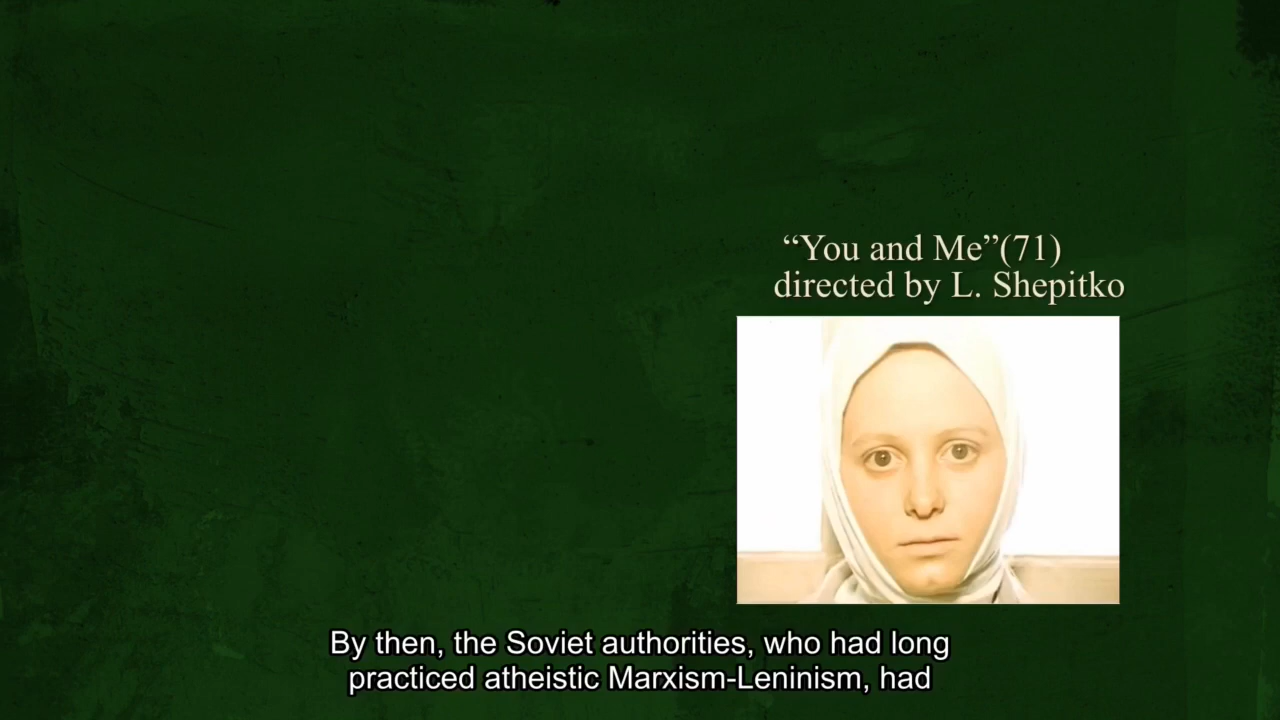 “You and Me”(71)
directed by L. Shepitko
By then, the Soviet authorities, who had long
practiced atheistic Marxism-Leninism, had